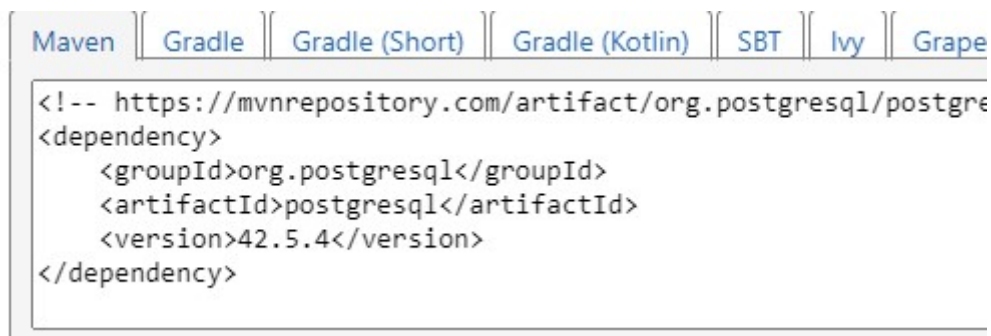 Maven Gradle Gradle (Short) Gradle (Kotlin) SBT Ivy Grape
<!-- https://mvnrepository.com/artifact/org.postgresql/postgre
<dependency>
    <groupId>org.postgresql</groupId>
    <artifactId>postgresql</artifactId>
    <version>42.5.4</version>
</dependency>